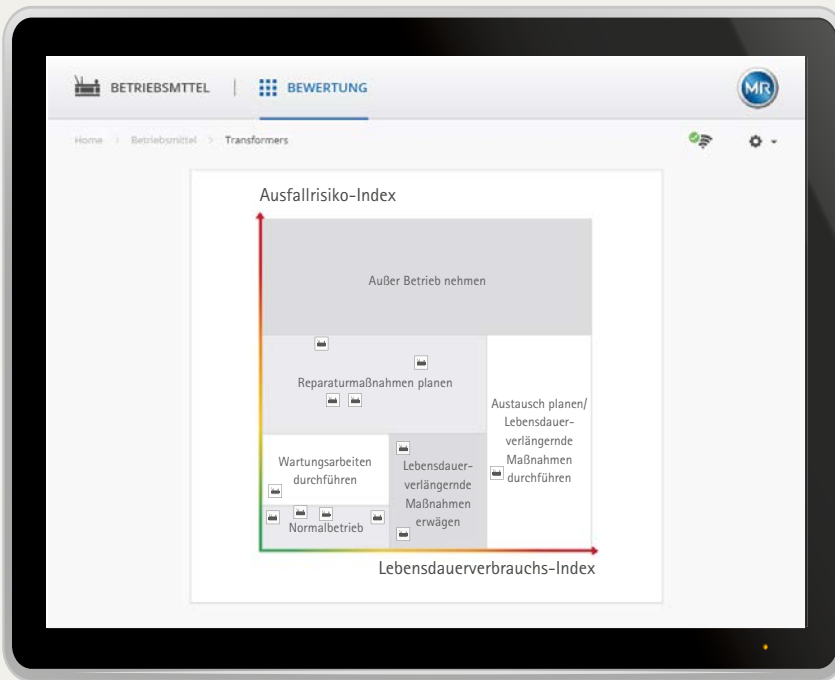 BETRIEBSMTTEL | BEWERTUNG
MR
Home > Betriebsmittel > Transformers
Ausfallrisiko-Index
Außer Betrieb nehmen
Reparaturmaßnahmen planen
Austausch planen/
Lebensdauer-
verlängernde
Maßnahmen
durchführen
Wartungsarbeiten
durchführen
Lebensdauer-
verlängernde
Maßnahmen
erwägen
Normalbetrieb
Lebensdauerverbrauchs-Index